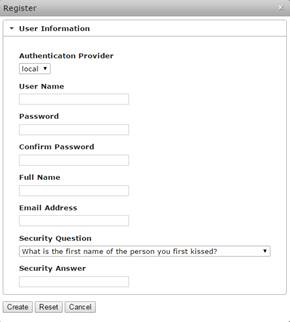 Register
User Information
Authenticaton Provider
local
User Name
Password
Confirm Password
Full Name
Email Address
Security Question
What is the first name of the person you first kissed?
Security Answer
Create Reset Cancel